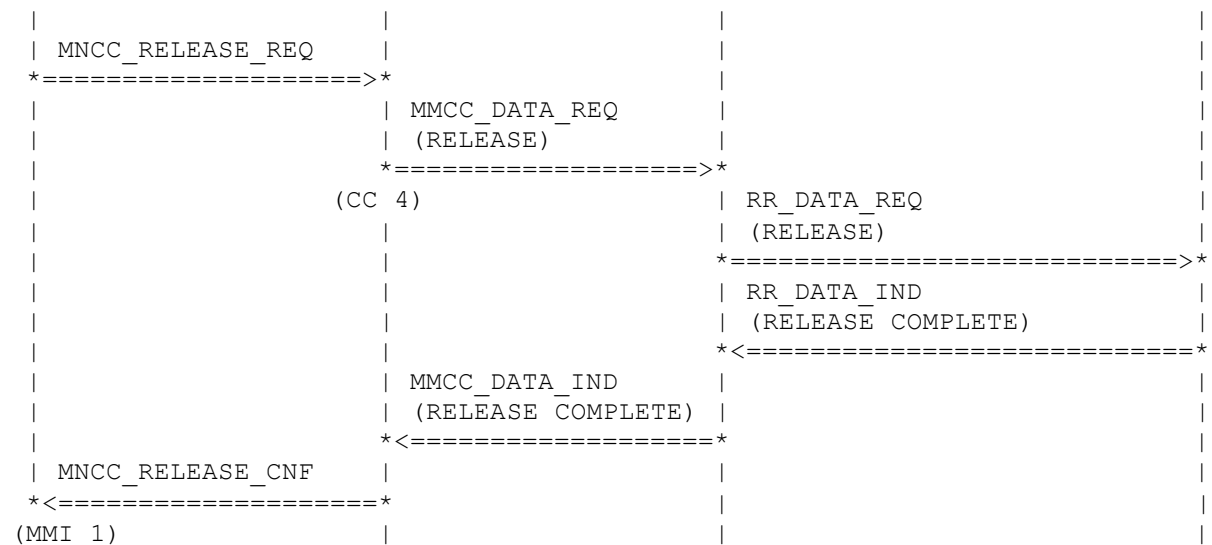 MNCC_RELEASE_REQ
*====================>*
MMCC_DATA_REQ
(RELEASE)
*===================>*
(CC 4) RR_DATA_REQ
(RELEASE)
*============================>*
RR_DATA_IND
(RELEASE COMPLETE)
*<============================*
MMCC_DATA_IND
(RELEASE COMPLETE)
*<===================*
MNCC_RELEASE_CNF
*<====================*
(MMI 1)